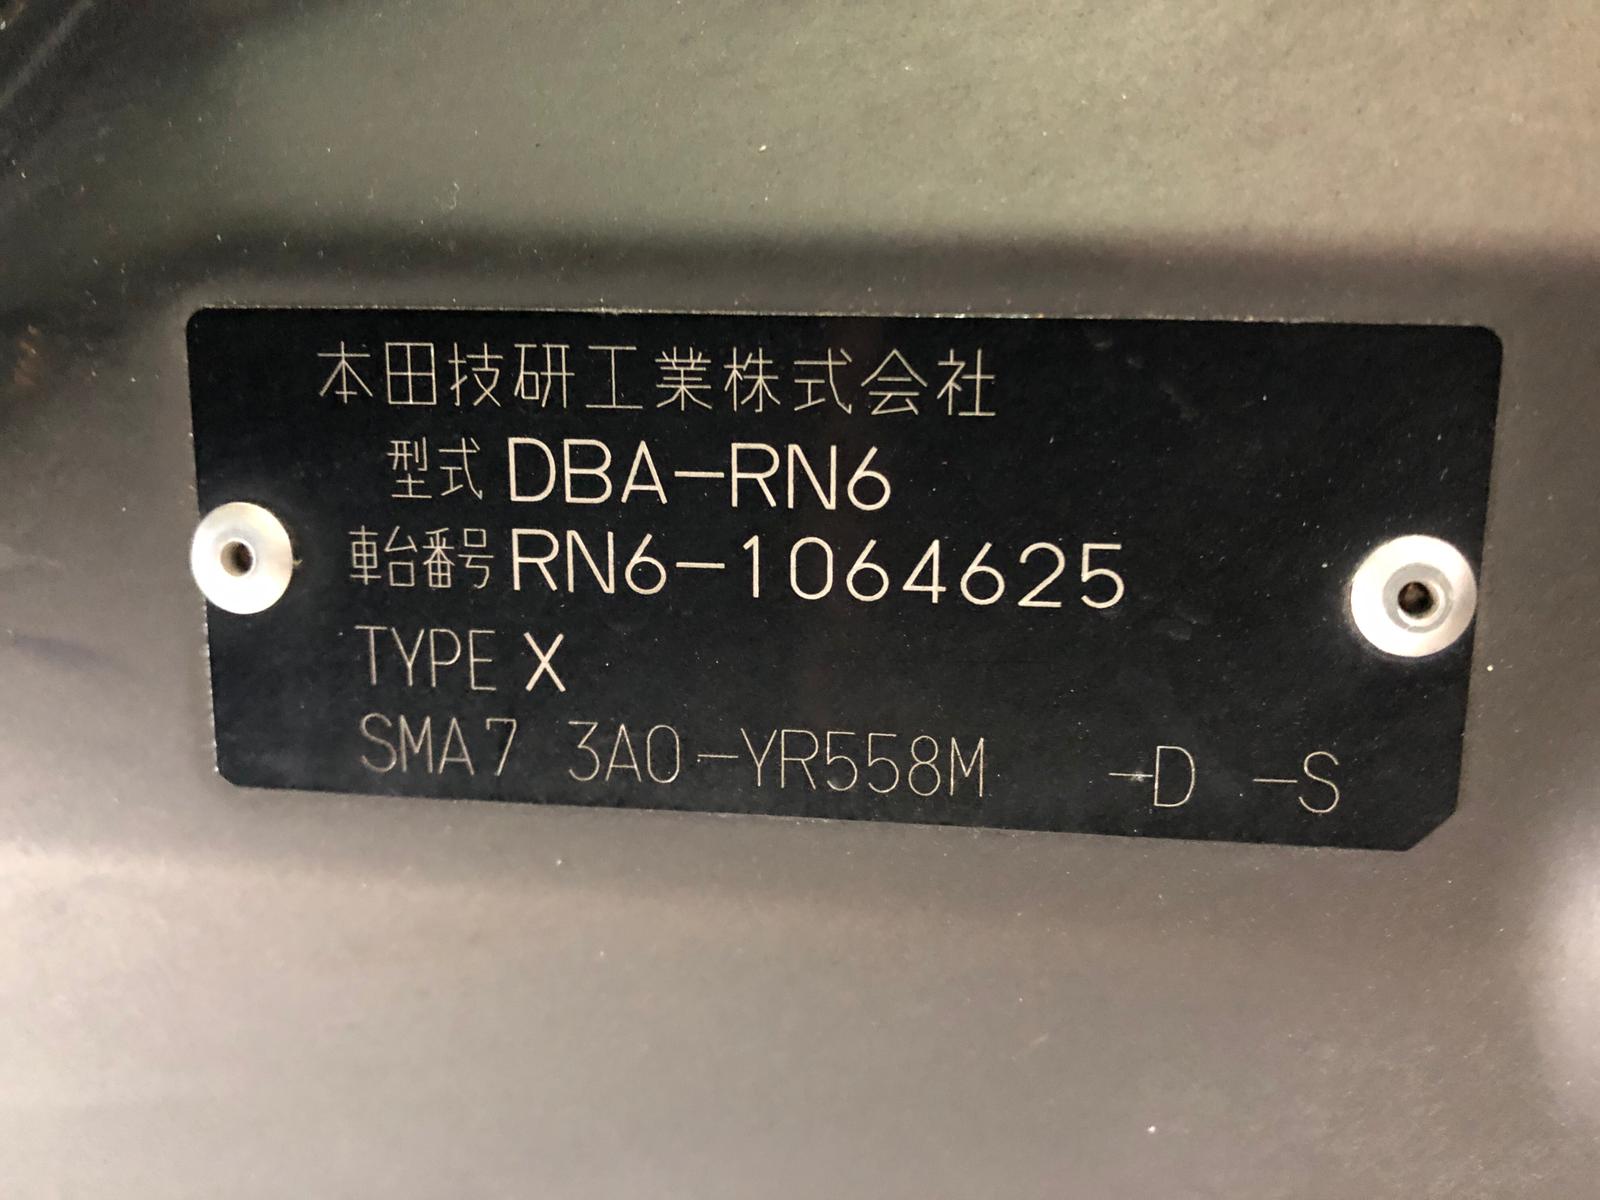 本田技研工業株式会社
型式 DBA-RN6
車台番号 RN6-1064625
TYPE X
SMA7 3A0-YR558M -D -S